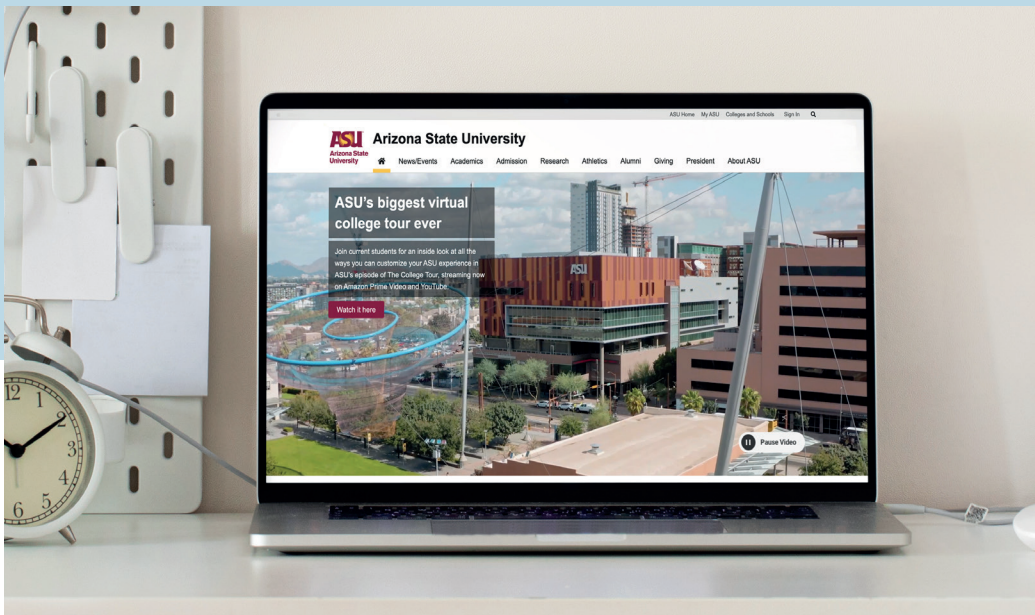 ASU Home My ASU Colleges and Schools Sign In
ASU
Arizona State
University
Arizona State University
News/Events Academics Admission Research Athletics Alumni Giving President About ASU
ASU's biggest virtual
college tour ever
Join current students for an inside look at all the
ways you can customize your ASU experience in
ASU's episode of The College Tour, streaming now
on Amazon Prime Video and YouTube.
Watch it here
ASU
Pause Video
12
1
2
3
4
5
6